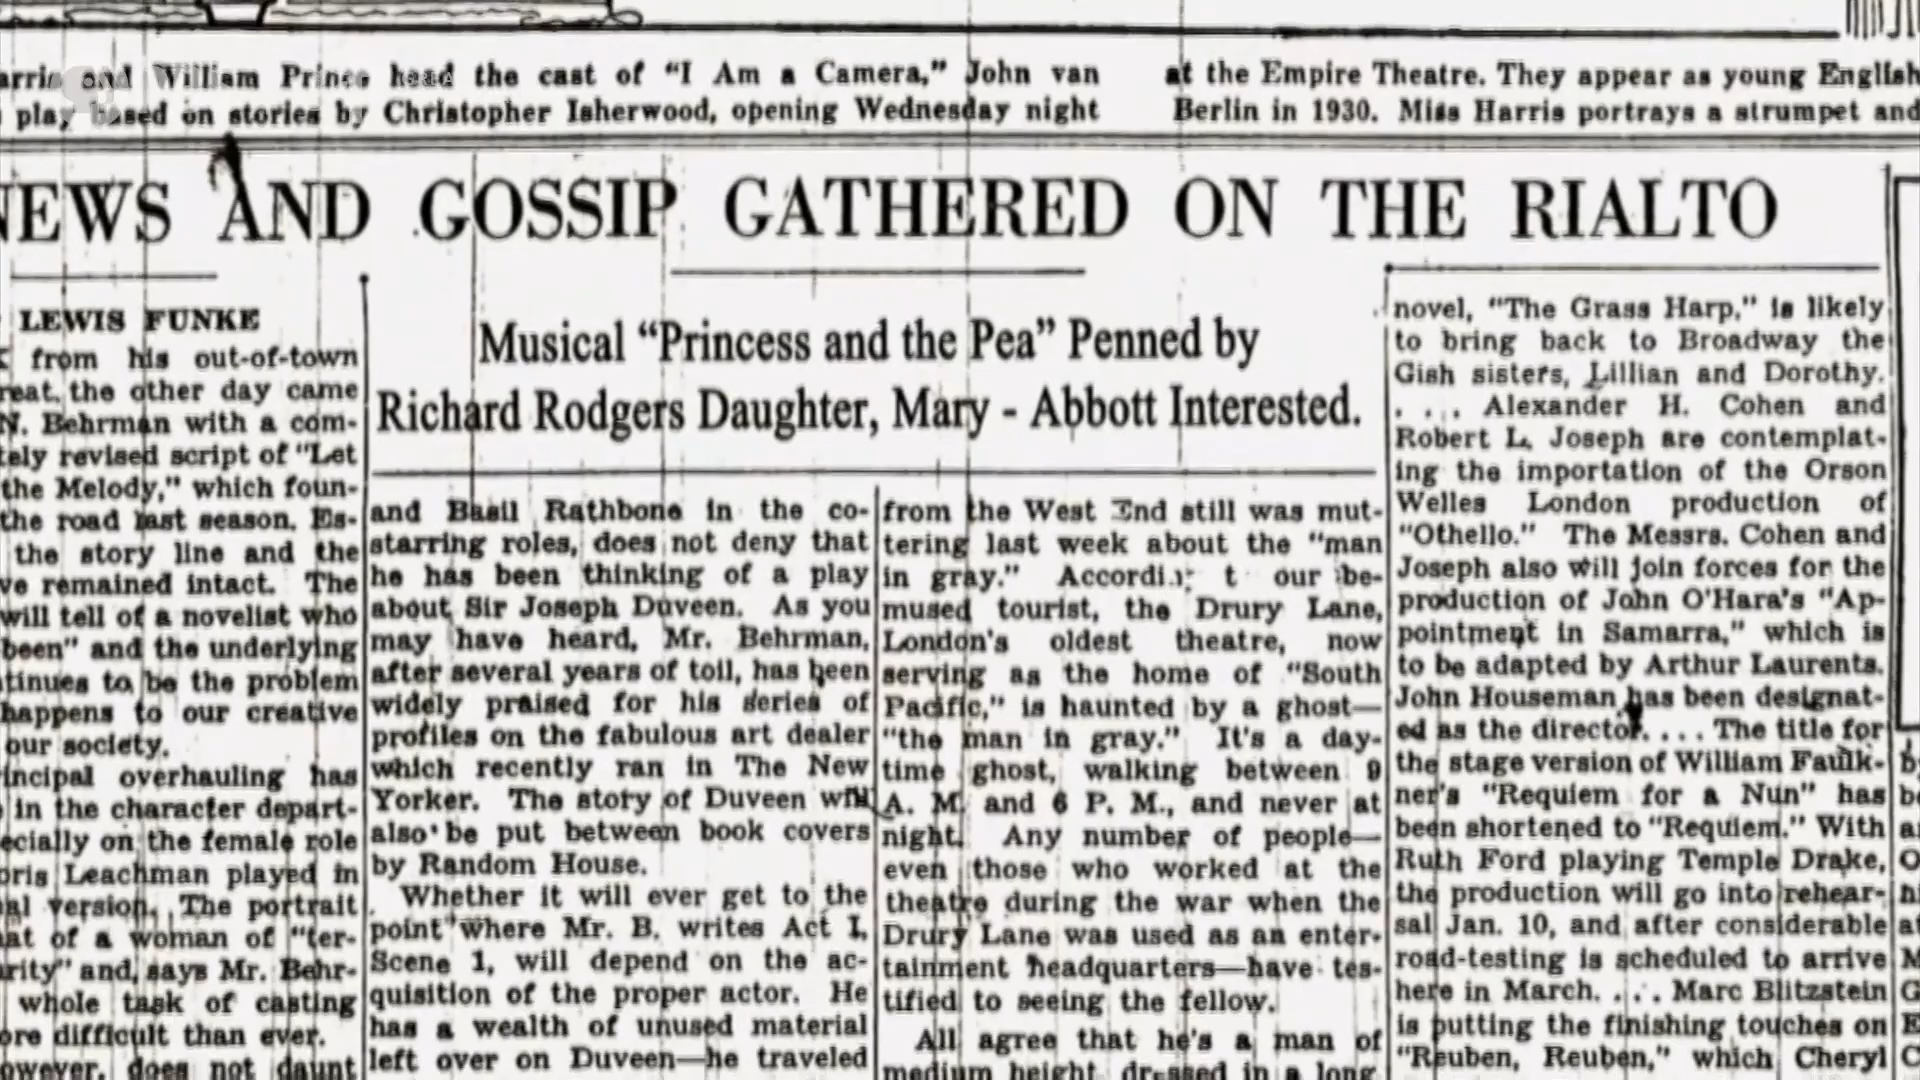 and William Prince head the cast of “I Am a Camera,” John van
play based on stories by Christopher Isherwood, opening Wednesday night
at the Empire Theatre. They appear as young English
Berlin in 1930. Miss Harris portrays a strumpet and
NEWS AND GOSSIP GATHERED ON THE RIALTO
LEWIS FUNKE
from his out-of-town
the other day came
N. Behrman with a com-
revised script of “Let
the Melody,” which foun-
the road last season. Es-
the story line and the
remained intact. The
will tell of a novelist who
been” and the underlying
to be the problem
happens to our creative
our society.
overhauling has
in the character depart-
on the female role
Leachman played in
version. The portrait
of a woman of “ter-
and, says Mr. Behr-
whole task of casting
difficult than ever.
does not daunt
Musical “Princess and the Pea” Penned by
Richard Rodgers Daughter, Mary - Abbott Interested.
and Basil Rathbone in the co-
starring roles, does not deny that
he has been thinking of a play
about Sir Joseph Duveen. As you
may have heard, Mr. Behrman,
after several years of toil, has been
widely praised for his series of
profiles on the fabulous art dealer
which recently ran in The New
Yorker. The story of Duveen will
also be put between book covers
by Random House.
Whether it will ever get to the
point where Mr. B. writes Act I,
Scene 1, will depend on the ac-
quisition of the proper actor. He
has a wealth of unused material
left over on Duveen—he traveled
from the West End still was mut-
tering last week about the “man
in gray.” our be-
mused tourist, the Drury Lane,
London's oldest theatre, now
serving as the home of “South
Pacific,” is haunted by a ghost—
“the man in gray.” It's a day-
time ghost, walking between 9
A. M. and 6 P. M., and never at
night. Any number of people—
even those who worked at the
theatre during the war when the
Drury Lane was used as an enter-
tainment headquarters—have tes-
tified to seeing the fellow.
All agree that he's a man of
medium height, dressed in a long
novel, “The Grass Harp,” is likely
to bring back to Broadway the
Gish sisters, Lillian and Dorothy.
. . . Alexander H. Cohen and
Robert L. Joseph are contemplat-
ing the importation of the Orson
Welles London production of
“Othello.” The Messrs. Cohen and
Joseph also will join forces for the
production of John O'Hara's “Ap-
pointment in Samarra,” which is
to be adapted by Arthur Laurents.
John Houseman has been designat-
ed as the director. . . . The title for
the stage version of William Faulk-
ner's “Requiem for a Nun” has
been shortened to “Requiem.” With
Ruth Ford playing Temple Drake,
the production will go into rehear-
sal Jan. 10, and after considerable
road-testing is scheduled to arrive
here in March. . . . Marc Blitzstein
is putting the finishing touches on
“Reuben, Reuben,” which Cheryl